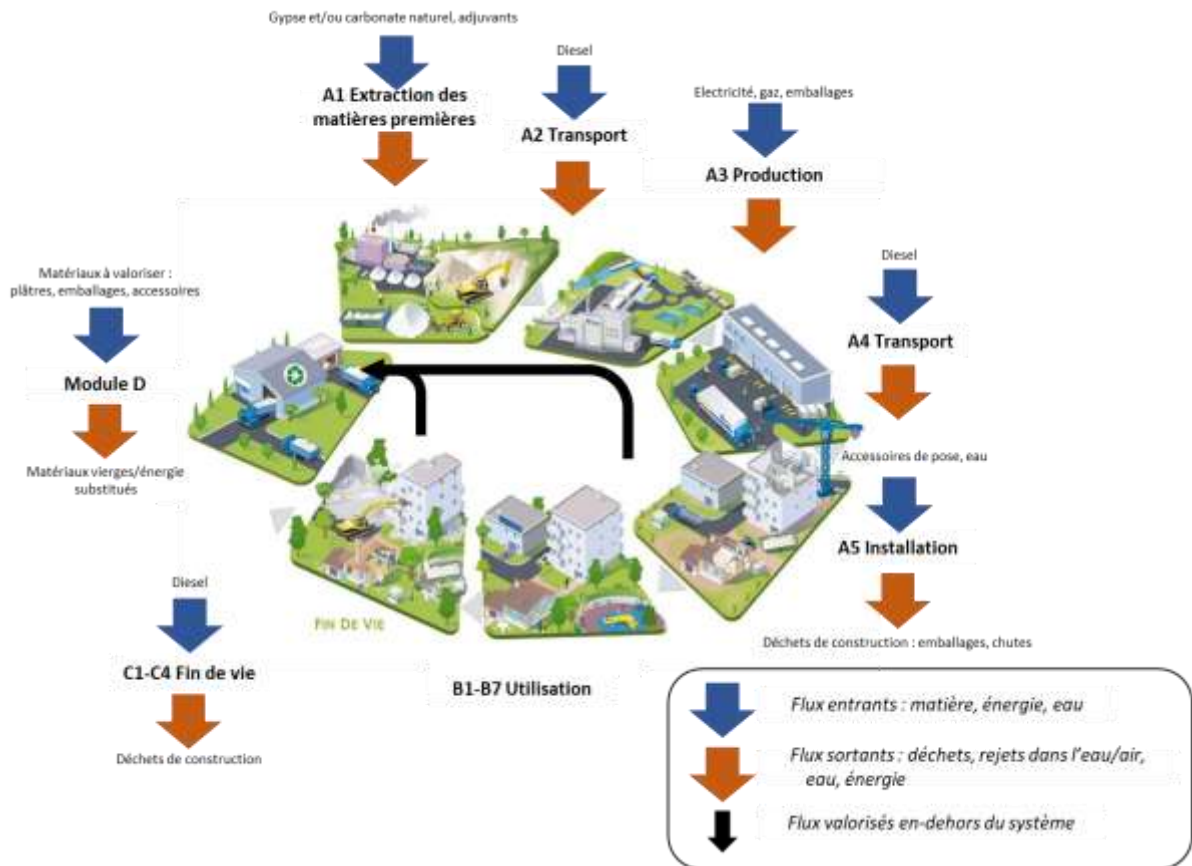 Gypse et/ou carbonate naturel, adjuvants
A1 Extraction des
matières premières
Diesel
A2 Transport
Electricité, gaz, emballages
A3 Production
Diesel
A4 Transport
Accessoires de pose, eau
A5 Installation
Déchets de construction : emballages, chutes
Matériaux à valoriser :
plâtres, emballages, accessoires
Module D
Matériaux vierges/énergie
substitués
Diesel
C1-C4 Fin de vie
Déchets de construction
FIN DE VIE
B1-B7 Utilisation
Flux entrants : matière, énergie, eau
Flux sortants : déchets, rejets dans l'eau/air,
eau, énergie
Flux valorisés en-dehors du système